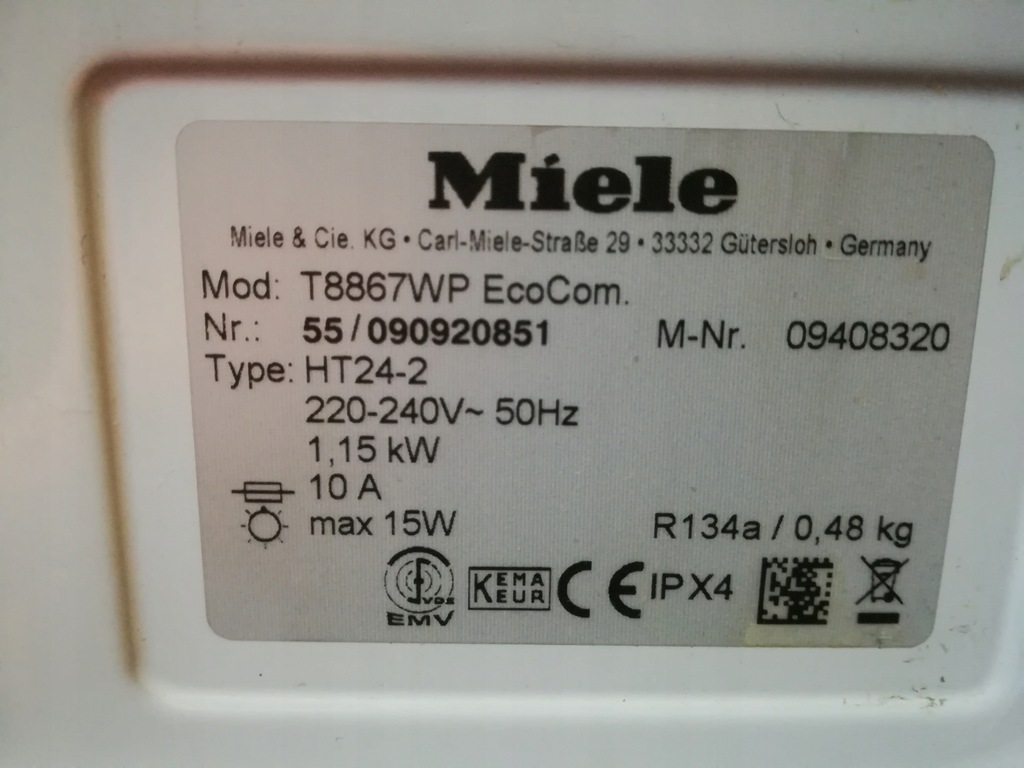 Miele
Miele & Cie. KG • Carl-Miele-Straße 29 • 33332 Gütersloh • Germany
Mod: T8867WP EcoCom.
Nr.: 55/090920851 M-Nr. 09408320
Type: HT24-2
220-240V~ 50Hz
1,15 kW
10 A
max 15W R134a / 0,48 kg
VDE
EMV
KEMA
KEUR
CE IPX4